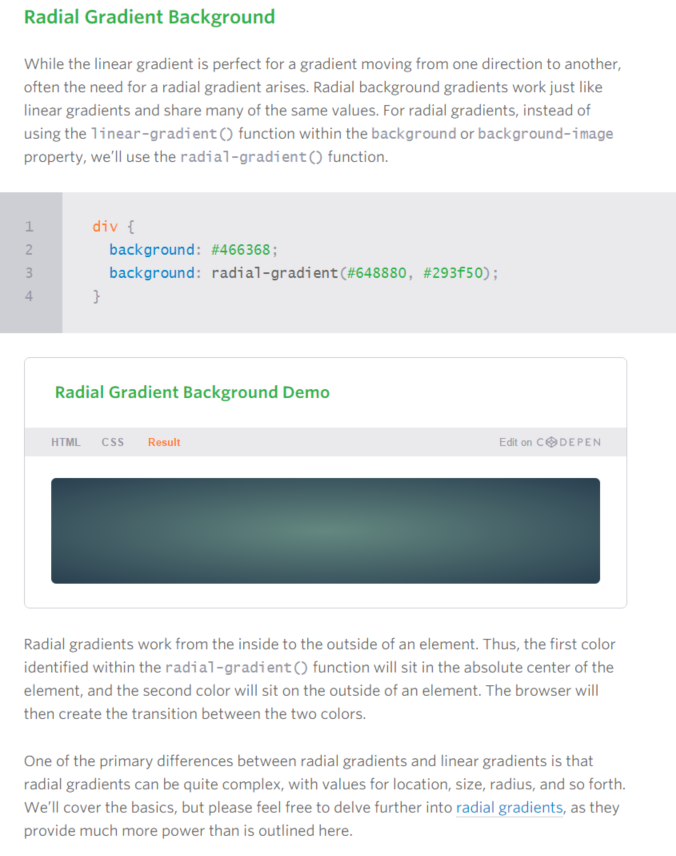 Radial Gradient Background
While the linear gradient is perfect for a gradient moving from one direction to another,
often the need for a radial gradient arises. Radial background gradients work just like
linear gradients and share many of the same values. For radial gradients, instead of
using the linear-gradient() function within the background or background-image
property, we’ll use the radial-gradient() function.
1 div {
2 background: #466368;
3 background: radial-gradient(#648880, #293f50);
4 }
Radial Gradient Background Demo
HTML CSS Result Edit on CODEPEN
Radial gradients work from the inside to the outside of an element. Thus, the first color
identified within the radial-gradient() function will sit in the absolute center of the
element, and the second color will sit on the outside of an element. The browser will
then create the transition between the two colors.
One of the primary differences between radial gradients and linear gradients is that
radial gradients can be quite complex, with values for location, size, radius, and so forth.
We’ll cover the basics, but please feel free to delve further into radial gradients, as they
provide much more power than is outlined here.